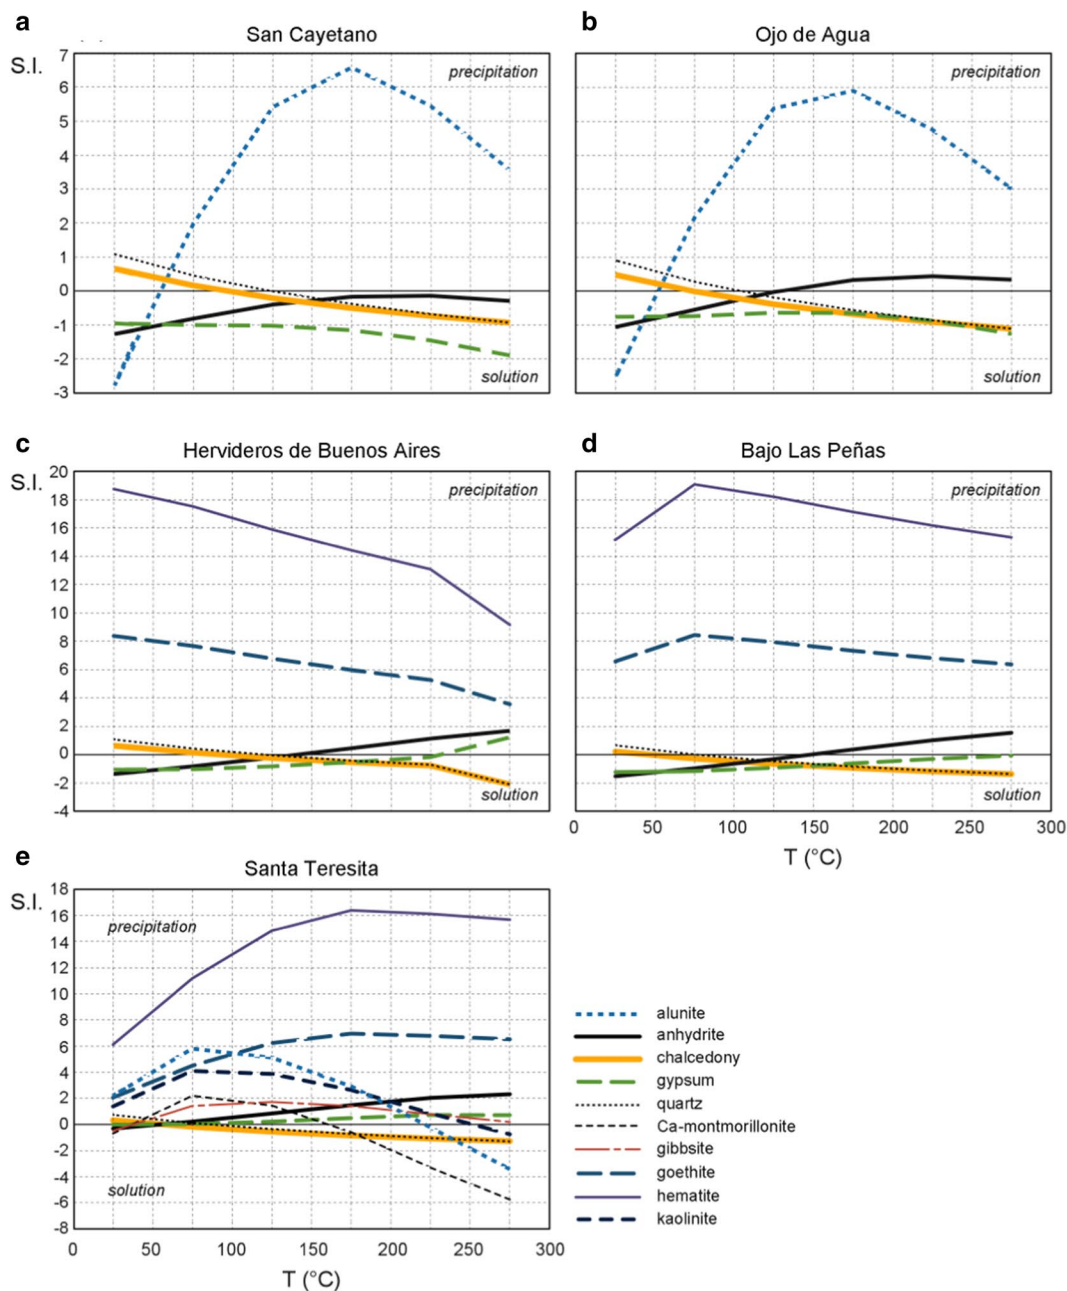 a
San Cayetano
S.I.
7
6
5
4
3
2
1
0
-1
-2
-3
precipitation
solution
b
Ojo de Agua
precipitation
solution
c
Hervideros de Buenos Aires
S.I.
20
18
16
14
12
10
8
6
4
2
0
-2
-4
precipitation
solution
d
Bajo Las Peñas
precipitation
solution
0 50 100 150 200 250 300
T (°C)
e
Santa Teresita
S.I.
18
16
14
12
10
8
6
4
2
0
-2
-4
-6
-8
precipitation
solution
0 50 100 150 200 250 300
T (°C)
alunite
anhydrite
chalcedony
gypsum
quartz
Ca-montmorillonite
gibbsite
goethite
hematite
kaolinite